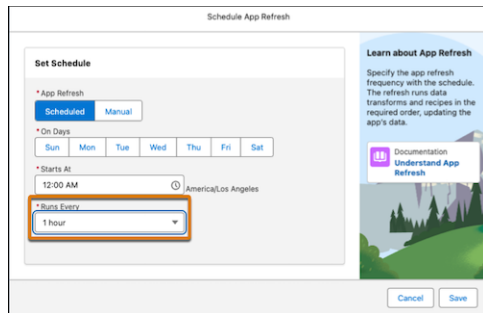 Schedule App Refresh
Set Schedule
* App Refresh
Scheduled Manual
* On Days
Sun Mon Tue Wed Thu Fri Sat
* Starts At
12:00 AM America/Los Angeles
* Runs Every
1 hour
Learn about App Refresh
Specify the app refresh
frequency with the schedule.
The refresh runs data
transforms and recipes in the
required order, updating the
app's data.
Documentation
Understand App
Refresh
Cancel Save